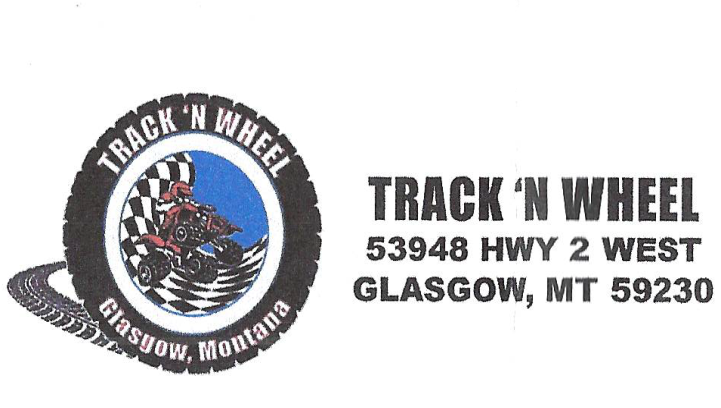 TRACK 'N WHEEL
Glasgow, Montana
TRACK 'N WHEEL
53948 HWY 2 WEST
GLASGOW, MT 59230